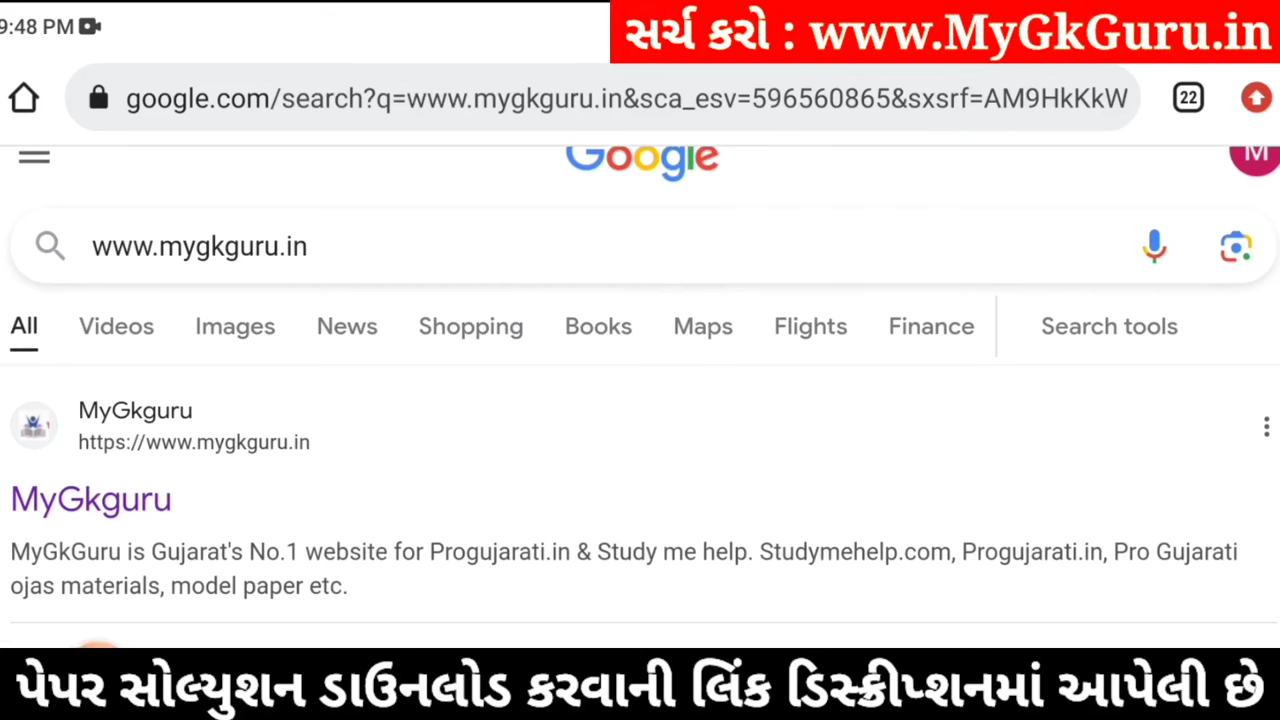 9:48 PM
સર્ચ કરો : www.MyGkGuru.in
google.com/search?q=www.mygkguru.in&sca_esv=596560865&sxsrf=AM9HkKkW
22
Google
M
www.mygkguru.in
All Videos Images News Shopping Books Maps Flights Finance Search tools
MyGkguru
https://www.mygkguru.in
MyGkguru
MyGkGuru is Gujarat's No.1 website for Progujarati.in & Study me help. Studymehelp.com, Progujarati.in, Pro Gujarati
ojas materials, model paper etc.
પેપર સોલ્યુશન ડાઉનલોડ કરવાની લિંક ડિસ્ક્રીપ્શનમાં આપેલી છે